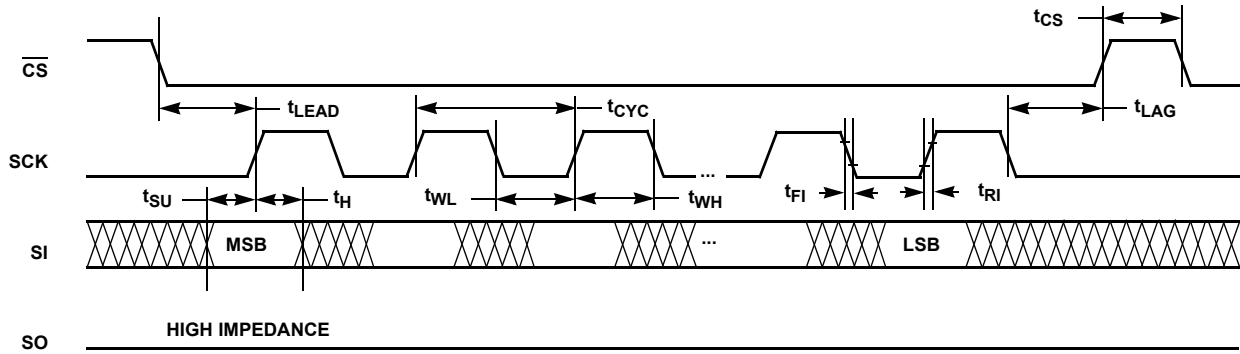 tCS
CS
tLEAD
tCYC
tLAG
SCK
...
tSU
tH
tWL
tWH
tFI
tRI
SI
MSB
...
LSB
HIGH IMPEDANCE
SO